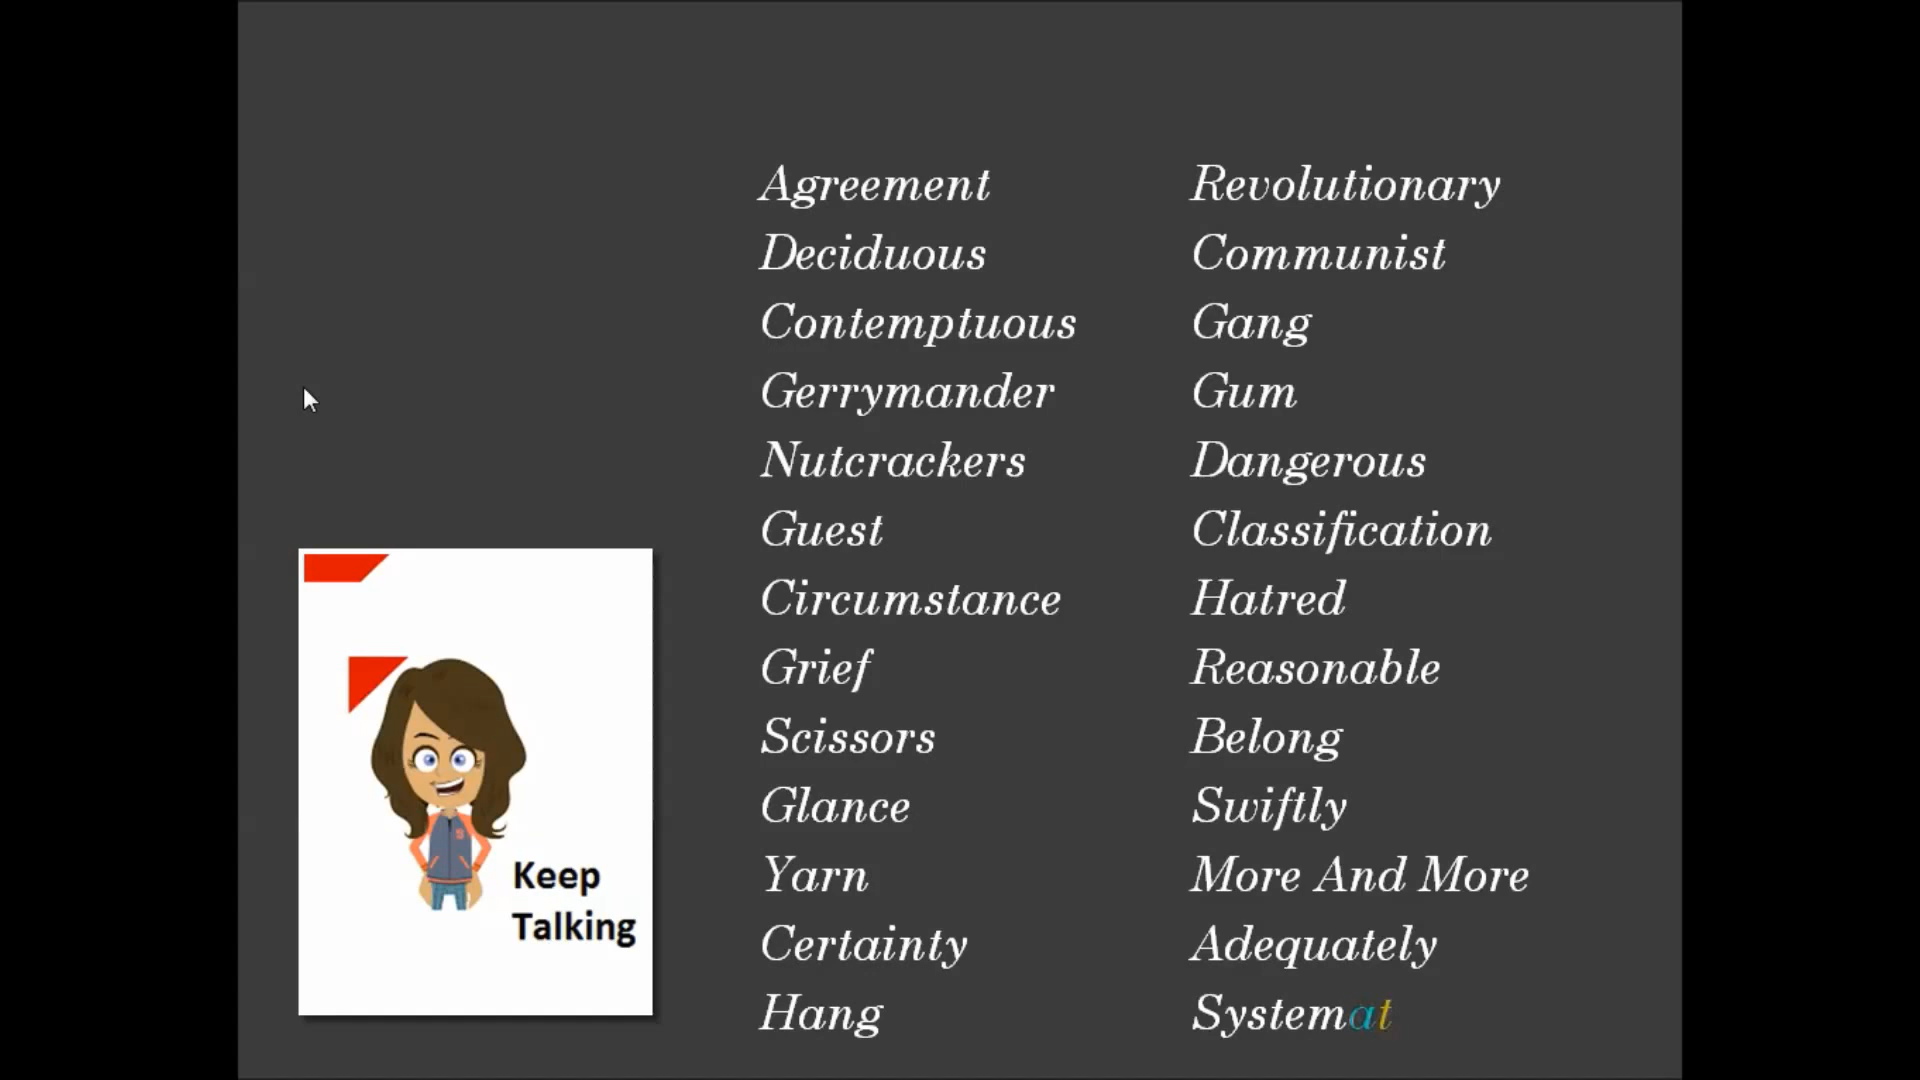 Agreement
Deciduous
Contemptuous
Gerrymander
Nutcrackers
Guest
Circumstance
Grief
Scissors
Glance
Yarn
Certainty
Hang
Revolutionary
Communist
Gang
Gum
Dangerous
Classification
Hatred
Reasonable
Belong
Swiftly
More And More
Adequately
Systemat
Keep
Talking